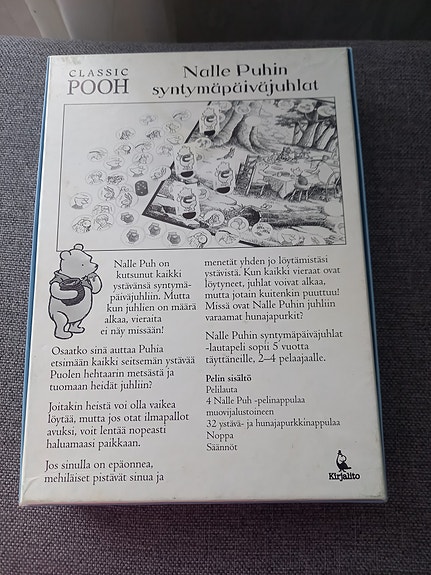 CLASSIC
POOH
Nalle Puhin
syntymäpäiväjuhlat
Nalle Puh on
kutsunut kaikki
ystävänsä syntymä-
päiväjuhliin. Mutta
kun juhlien on määrä
alkaa, vieraita
ei näy missään!
Osaatko sinä auttaa Puhia
etsimään kaikki seitsemän ystävää
Puolen hehtaarin metsästä ja
tuomaan heidät juhliin?
Joitakin heistä voi olla vaikea
löytää, mutta jos otat ilmapallot
avuksi, voit lentää nopeasti
haluamaasi paikkaan.
Jos sinulla on epäonnea,
mehiläiset pistävät sinua ja
menetät yhden jo löytämistäsi
ystävistä. Kun kaikki vieraat ovat
löytyneet, juhlat voivat alkaa,
mutta jotain kuitenkin puuttuu!
Missä ovat Nalle Puhin juhliin
varaamat hunajapurkit?
Nalle Puhin syntymäpäiväjuhlat
-lautapeli sopii 5 vuotta
täyttäneille, 2–4 pelaajaalle.
Pelin sisältö
Pelilauta
4 Nalle Puh -pelinappulaa
muovijalustoineen
32 ystävä- ja hunajapurkkinappulaa
Noppa
Säännöt
Kirjalito